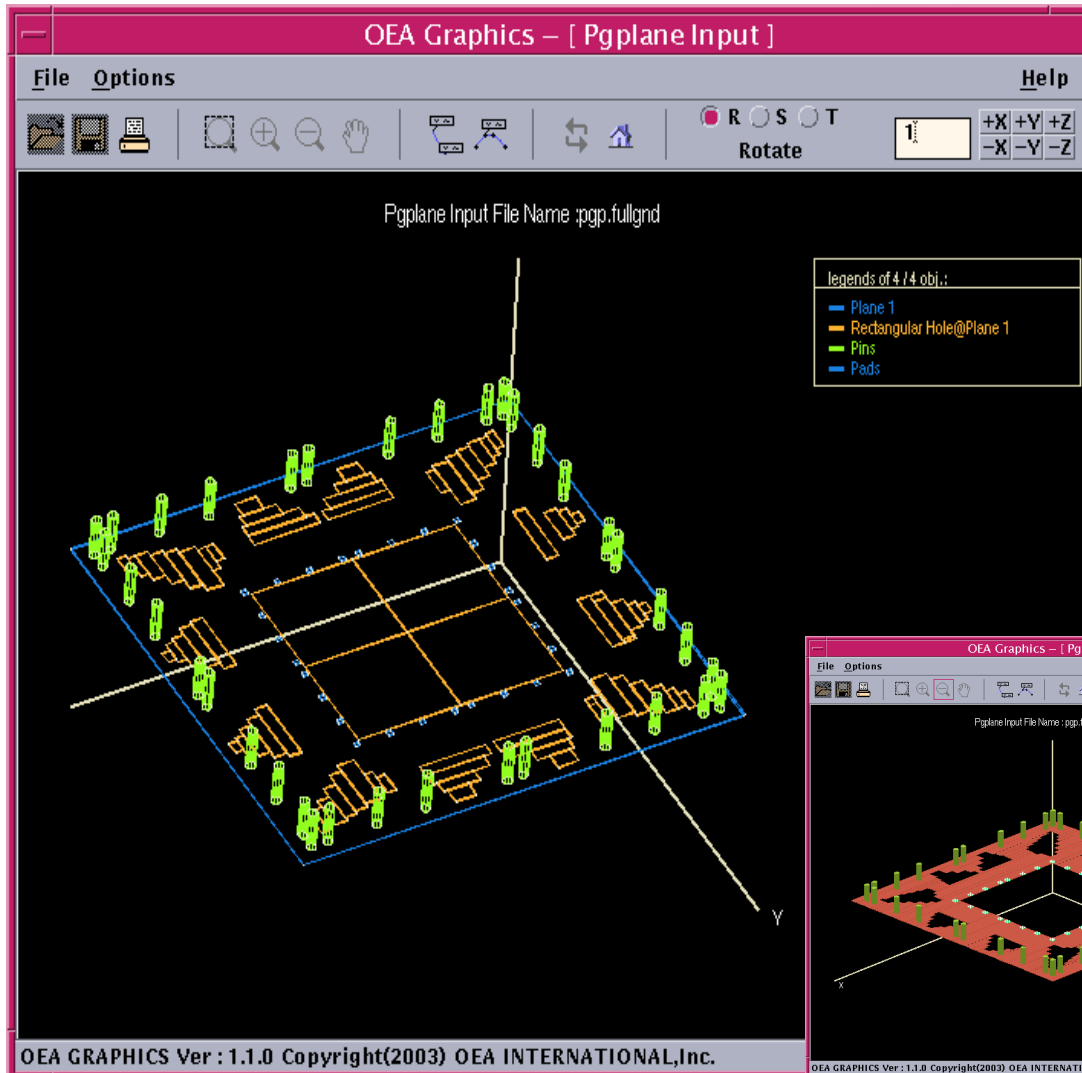 OEA Graphics – [ Pgplane Input ]
File Options Help
R S T
Rotate
1
+X +Y +Z
−X −Y −Z
Pgplane Input File Name :pgp.fullgnd
legends of 4 / 4 obj.:
Plane 1
Rectangular Hole@Plane 1
Pins
Pads
Y
OEA GRAPHICS Ver : 1.1.0 Copyright(2003) OEA INTERNATIONAL,Inc.
OEA Graphics – [ Pg
File Options
Pgplane Input File Name : pgp.f
X
OEA GRAPHICS Ver : 1.1.0 Copyright(2003) OEA INTERNATI